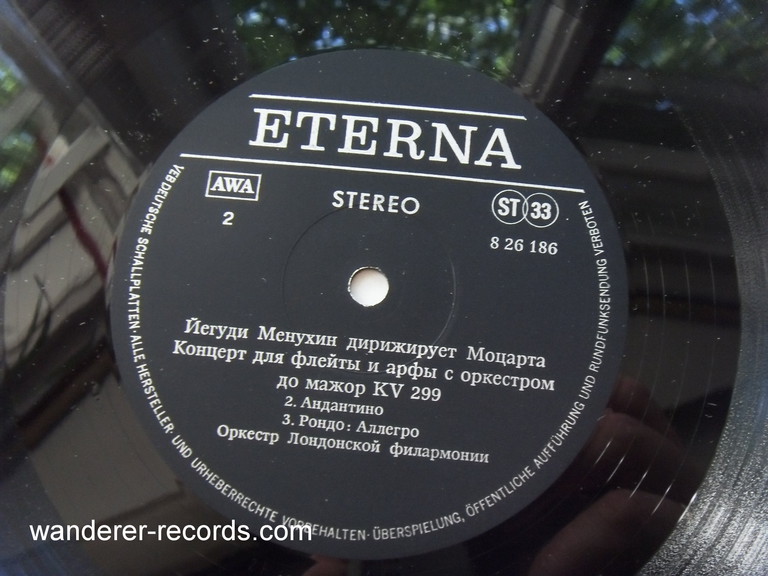 ETERNA
AWA
STEREO
ST 33
2
8 26 186
Йегуди Менухин дирижирует Моцарта
Концерт для флейты и арфы с оркестром
до мажор KV 299
2. Андантино
3. Рондо: Аллегро
Оркестр Лондонской филармонии
VEB DEUTSCHE SCHALLPLATTEN · ALLE HERSTELLER- UND URHEBERRECHTE VORBEHALTEN · ÜBERSPIELUNG, ÖFFENTLICHE AUFFÜHRUNG UND RUNDFUNKSENDUNG VERBOTEN
wanderer-records.com